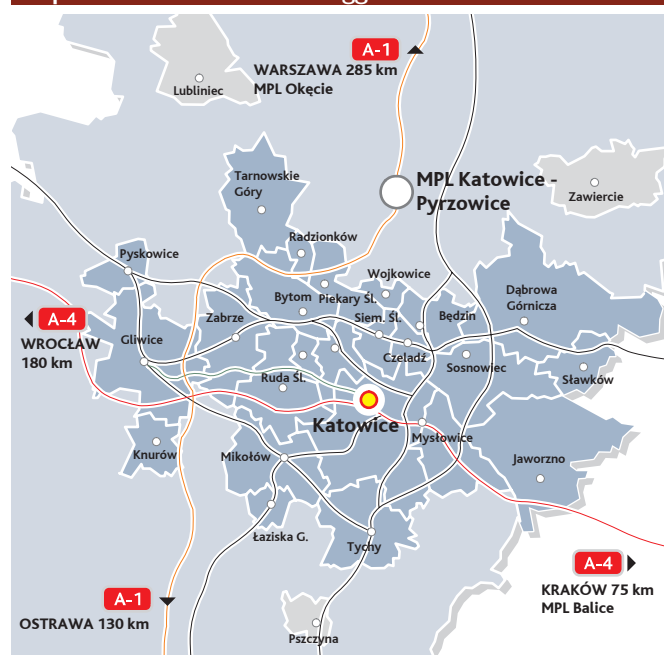 A-1
WARSZAWA 285 km
MPL Okęcie
Lubliniec
Tarnowskie
Góry
MPL Katowice -
Pyrzowice
Zawiercie
Radzionków
Pyskowice
Wojkowice
Bytom
Piekary Śl.
Dąbrowa
Górnicza
A-4
WROCŁAW
180 km
Gliwice
Zabrze
Siem. Śl.
Będzin
Czeladź
Sosnowiec
Sławków
Ruda Śl.
Katowice
Mysłowice
Knurów
Mikołów
Jaworzno
Łaziska G.
Tychy
A-4
KRAKÓW 75 km
MPL Balice
A-1
OSTRAWA 130 km
Pszczyna